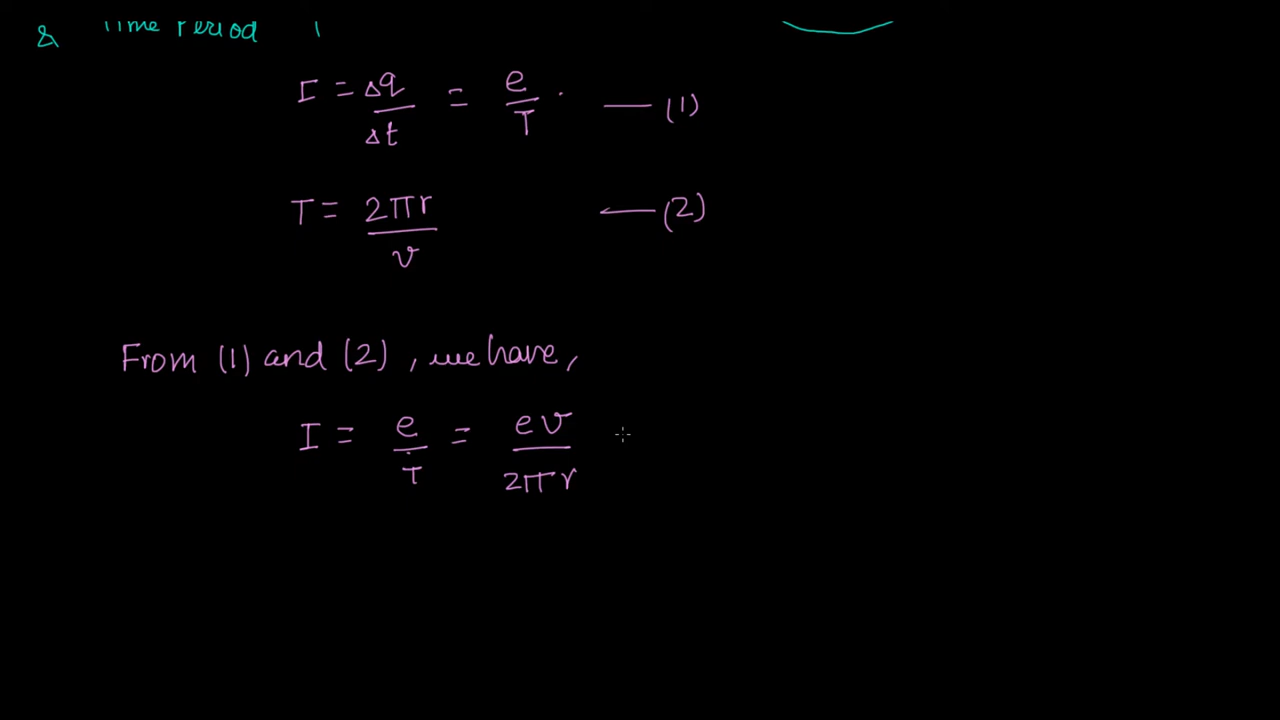 & Time Period T
I = Δq/Δt = e/T . — (1)
T = 2πr/v — (2)
From (1) and (2), we have,
I = e/T = ev/2πr